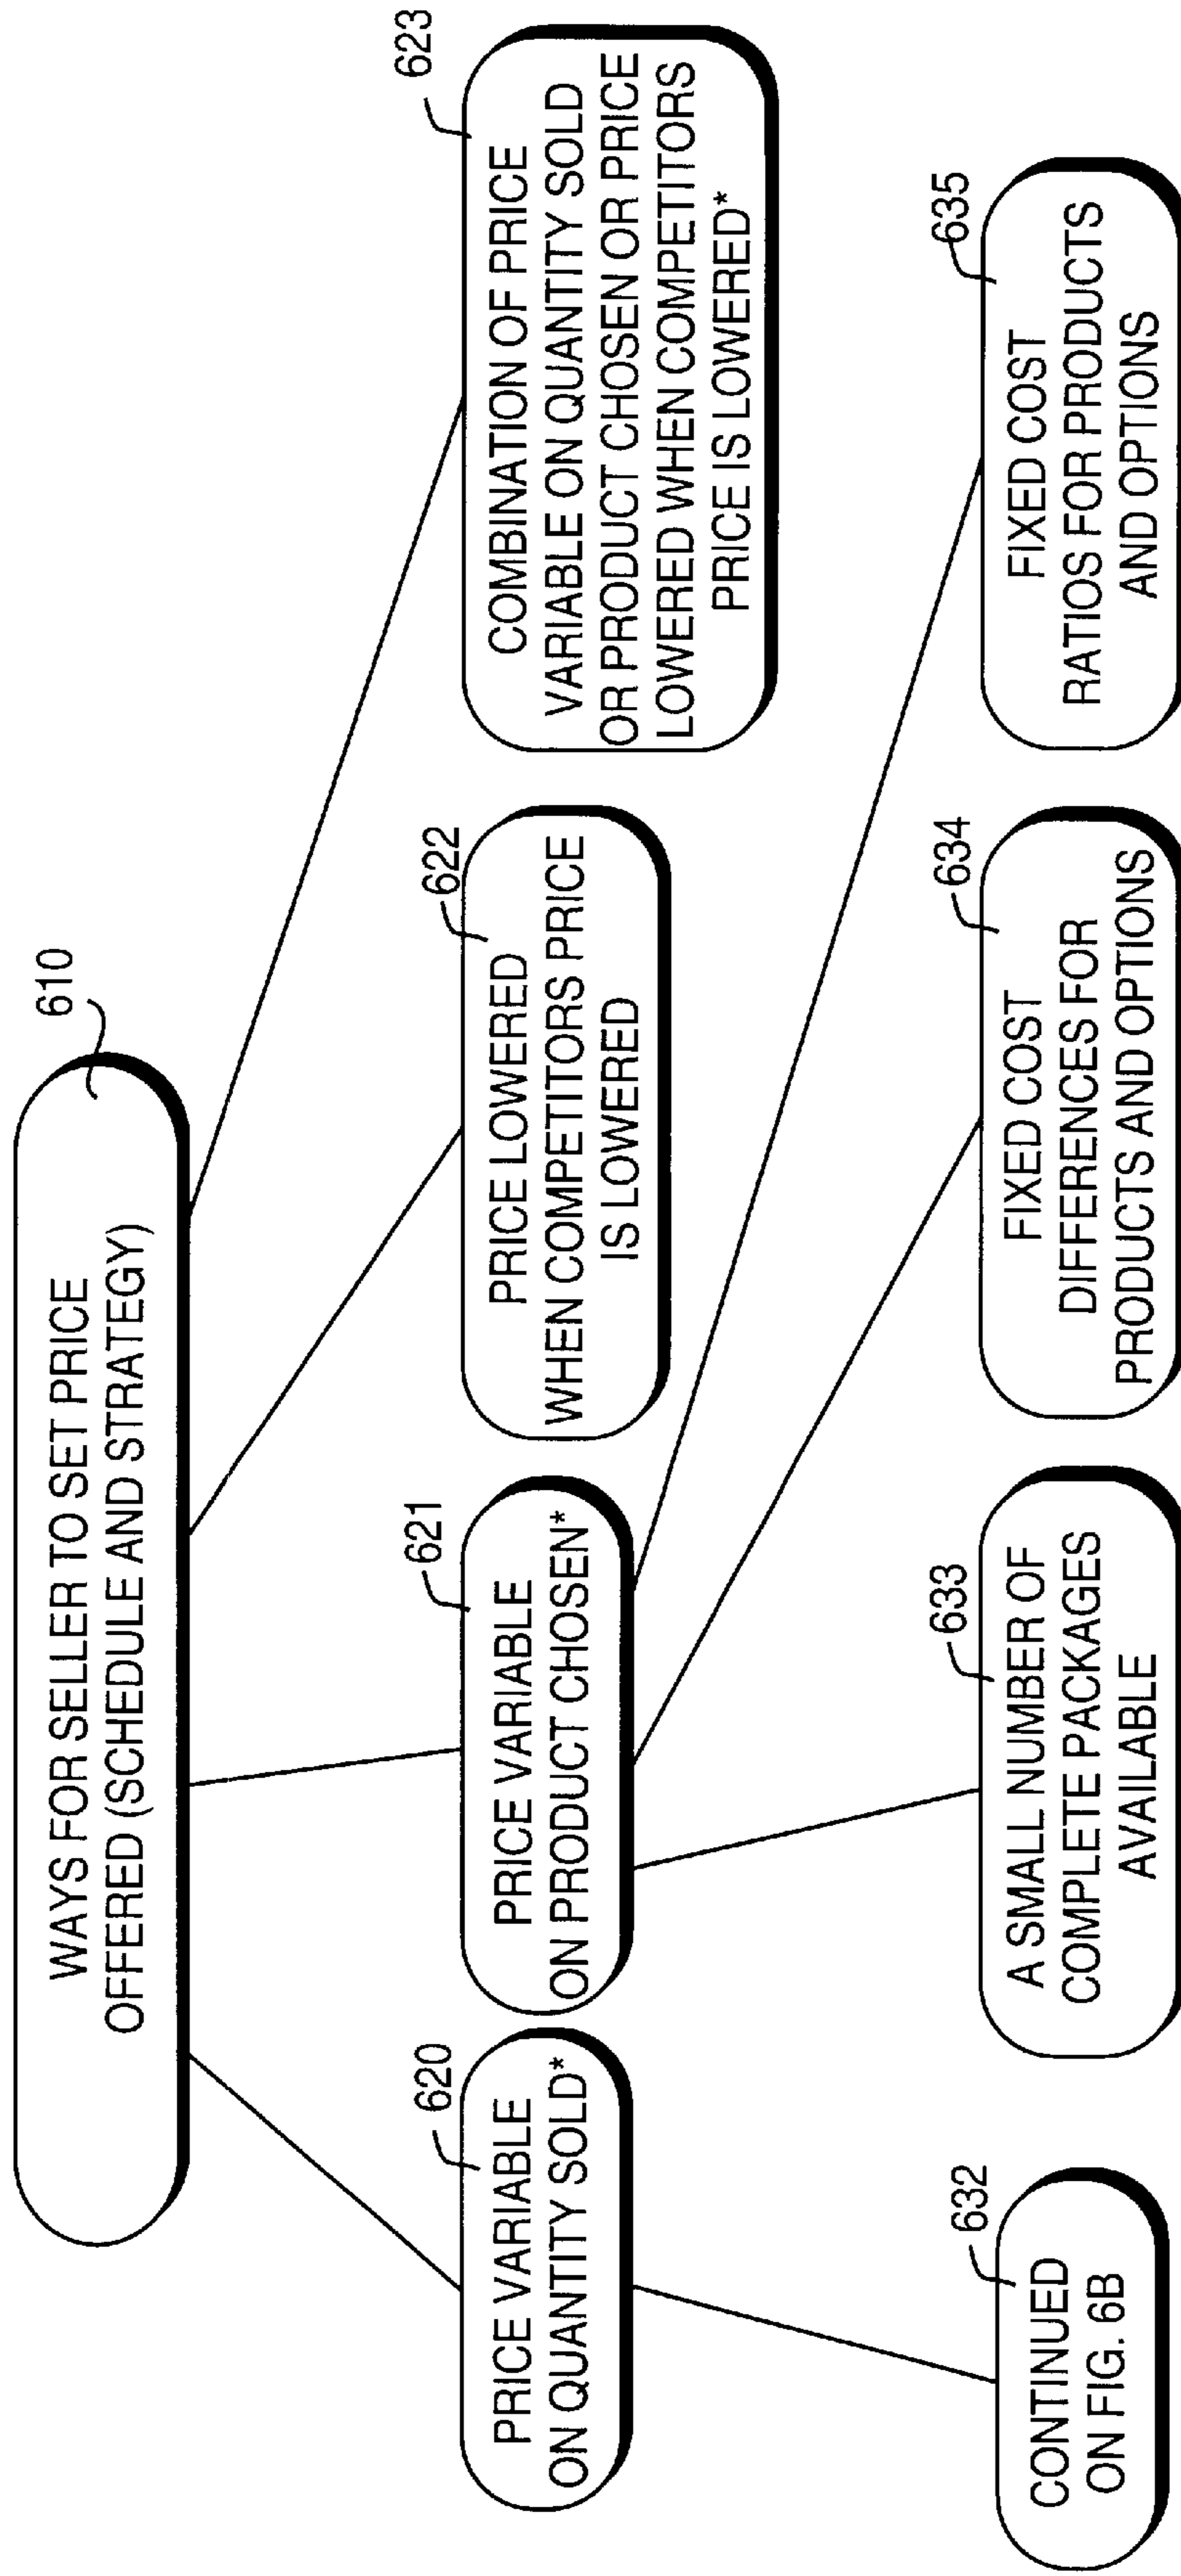 610
WAYS FOR SELLER TO SET PRICE
OFFERED (SCHEDULE AND STRATEGY)
620
PRICE VARIABLE
ON QUANTITY SOLD*
621
PRICE VARIABLE
ON PRODUCT CHOSEN*
622
PRICE LOWERED
WHEN COMPETITORS PRICE
IS LOWERED
623
COMBINATION OF PRICE
VARIABLE ON QUANTITY SOLD
OR PRODUCT CHOSEN OR PRICE
LOWERED WHEN COMPETITORS
PRICE IS LOWERED*
632
CONTINUED
ON FIG. 6B
633
A SMALL NUMBER OF
COMPLETE PACKAGES
AVAILABLE
634
FIXED COST
DIFFERENCES FOR
PRODUCTS AND OPTIONS
635
FIXED COST
RATIOS FOR PRODUCTS
AND OPTIONS